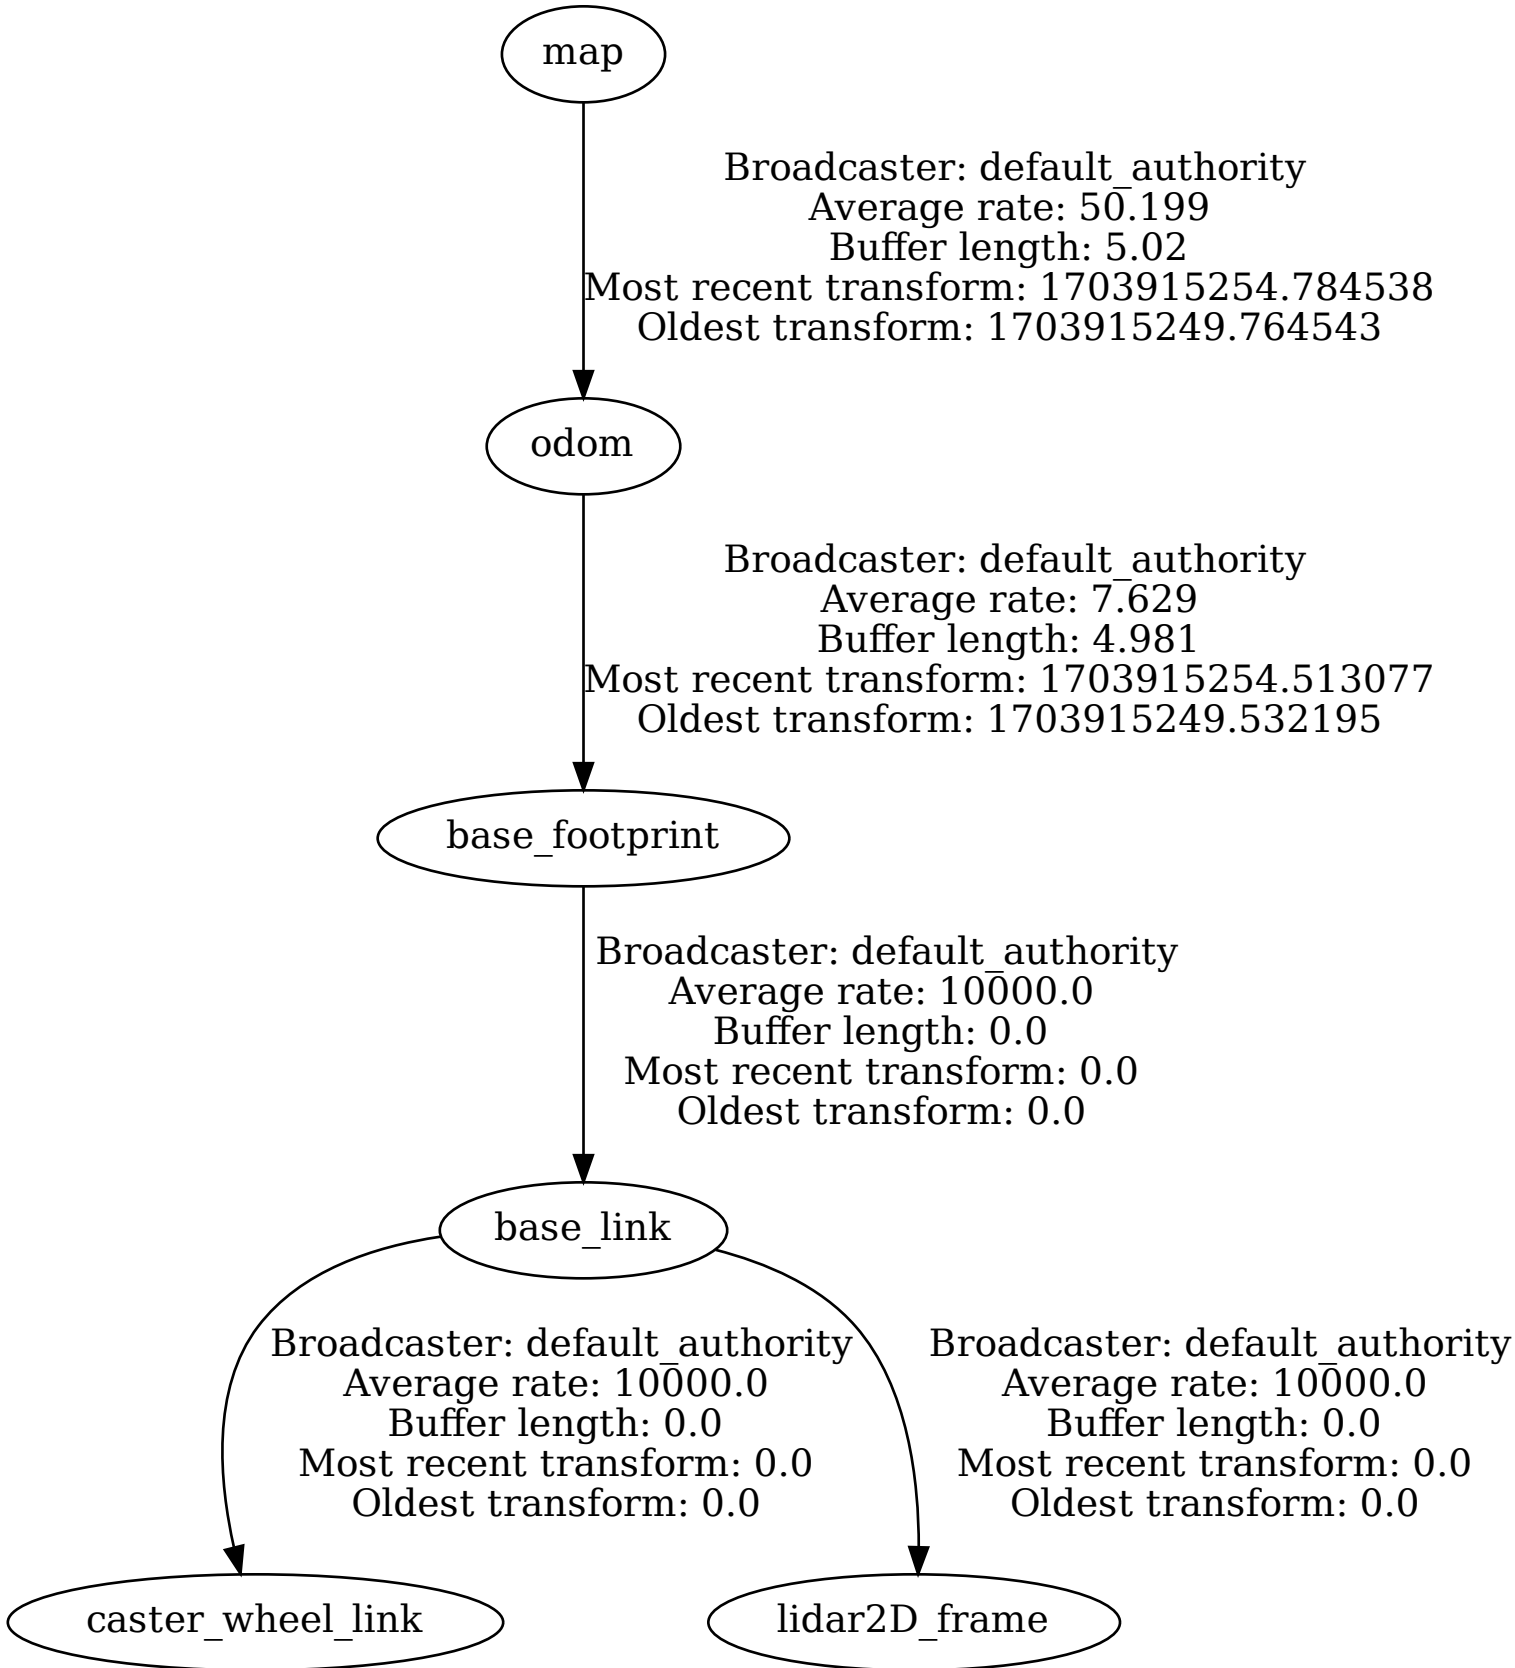 map
Broadcaster: default_authority
Average rate: 50.199
Buffer length: 5.02
Most recent transform: 1703915254.784538
Oldest transform: 1703915249.764543
odom
Broadcaster: default_authority
Average rate: 7.629
Buffer length: 4.981
Most recent transform: 1703915254.513077
Oldest transform: 1703915249.532195
base_footprint
Broadcaster: default_authority
Average rate: 10000.0
Buffer length: 0.0
Most recent transform: 0.0
Oldest transform: 0.0
base_link
Broadcaster: default_authority
Average rate: 10000.0
Buffer length: 0.0
Most recent transform: 0.0
Oldest transform: 0.0
Broadcaster: default_authority
Average rate: 10000.0
Buffer length: 0.0
Most recent transform: 0.0
Oldest transform: 0.0
caster_wheel_link
lidar2D_frame